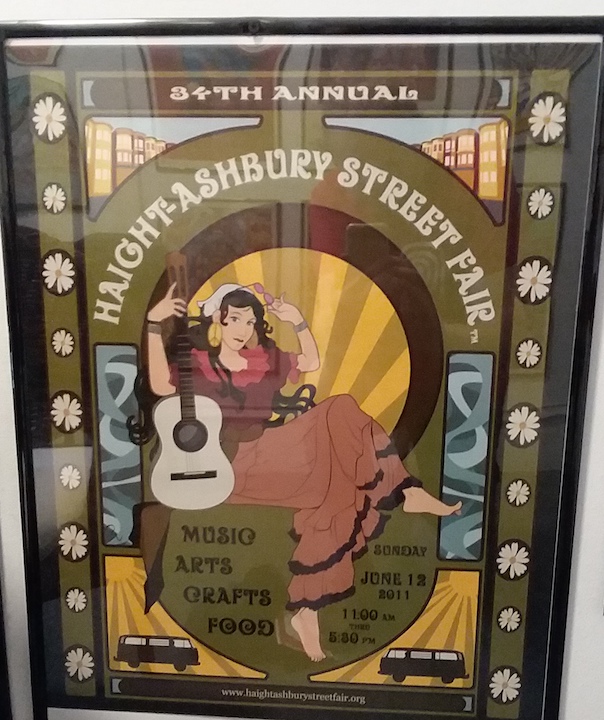 34TH ANNUAL
HAIGHT-ASHBURY STREET FAIR™
MUSIC
ARTS
CRAFTS
FOOD
SUNDAY
JUNE 12
2011
11:00 AM
THRU
5:30 PM
www.haightashburystreetfair.org